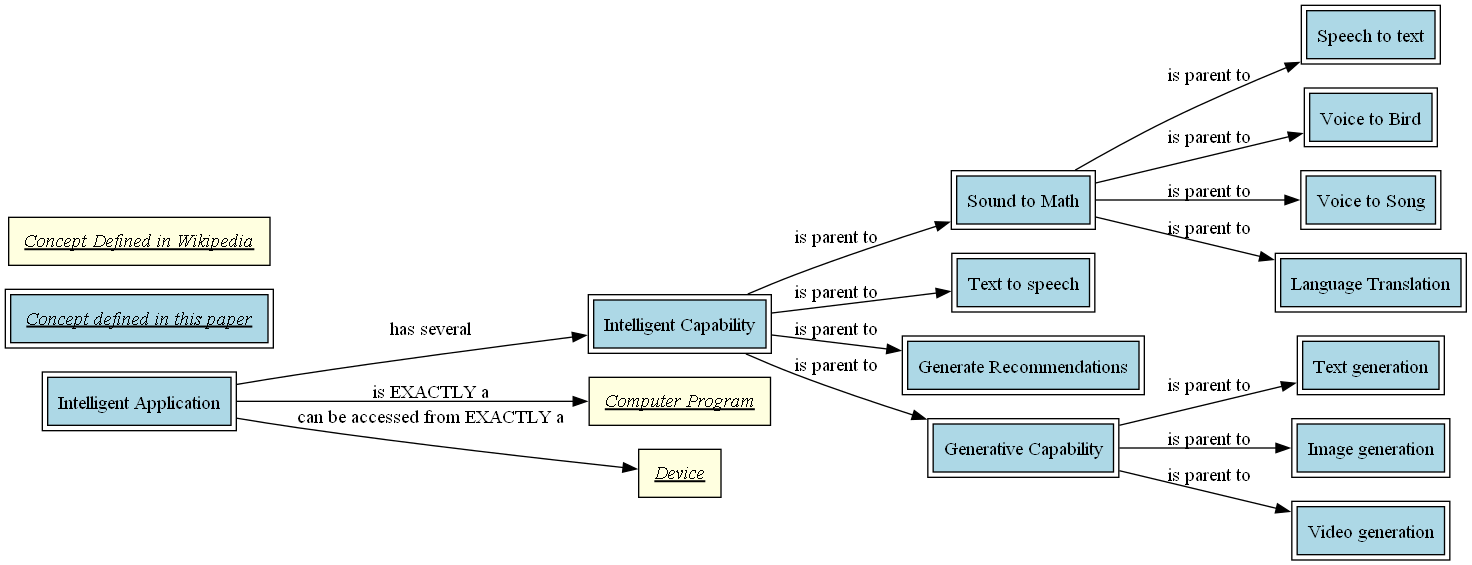 Concept Defined in Wikipedia
Concept defined in this paper
Intelligent Application
has several
is EXACTLY a
can be accessed from EXACTLY a
Intelligent Capability
Computer Program
Device
is parent to
is parent to
is parent to
is parent to
Sound to Math
Text to speech
Generate Recommendations
Generative Capability
is parent to
is parent to
is parent to
is parent to
is parent to
is parent to
is parent to
Speech to text
Voice to Bird
Voice to Song
Language Translation
Text generation
Image generation
Video generation